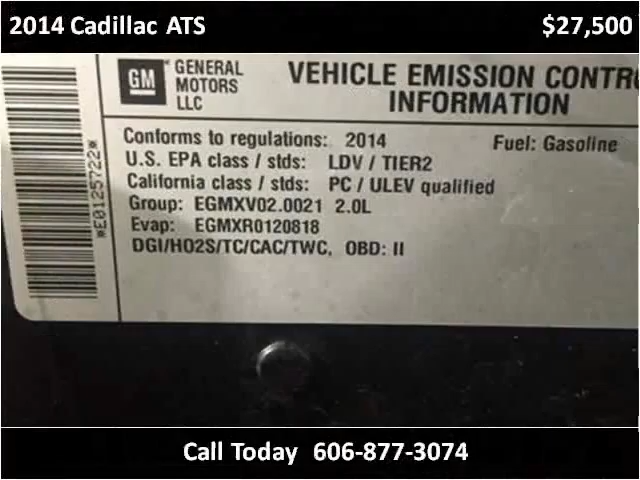 2014 Cadillac ATS $27,500
GM GENERAL MOTORS LLC
VEHICLE EMISSION CONTR
INFORMATION
Conforms to regulations: 2014 Fuel: Gasoline
U.S. EPA class / stds: LDV / TIER2
California class / stds: PC / ULEV qualified
Group: EGMXV02.0021 2.0L
Evap: EGMXR0120818
DGI/HO2S/TC/CAC/TWC, OBD: II
*E0125722*
Call Today 606-877-3074